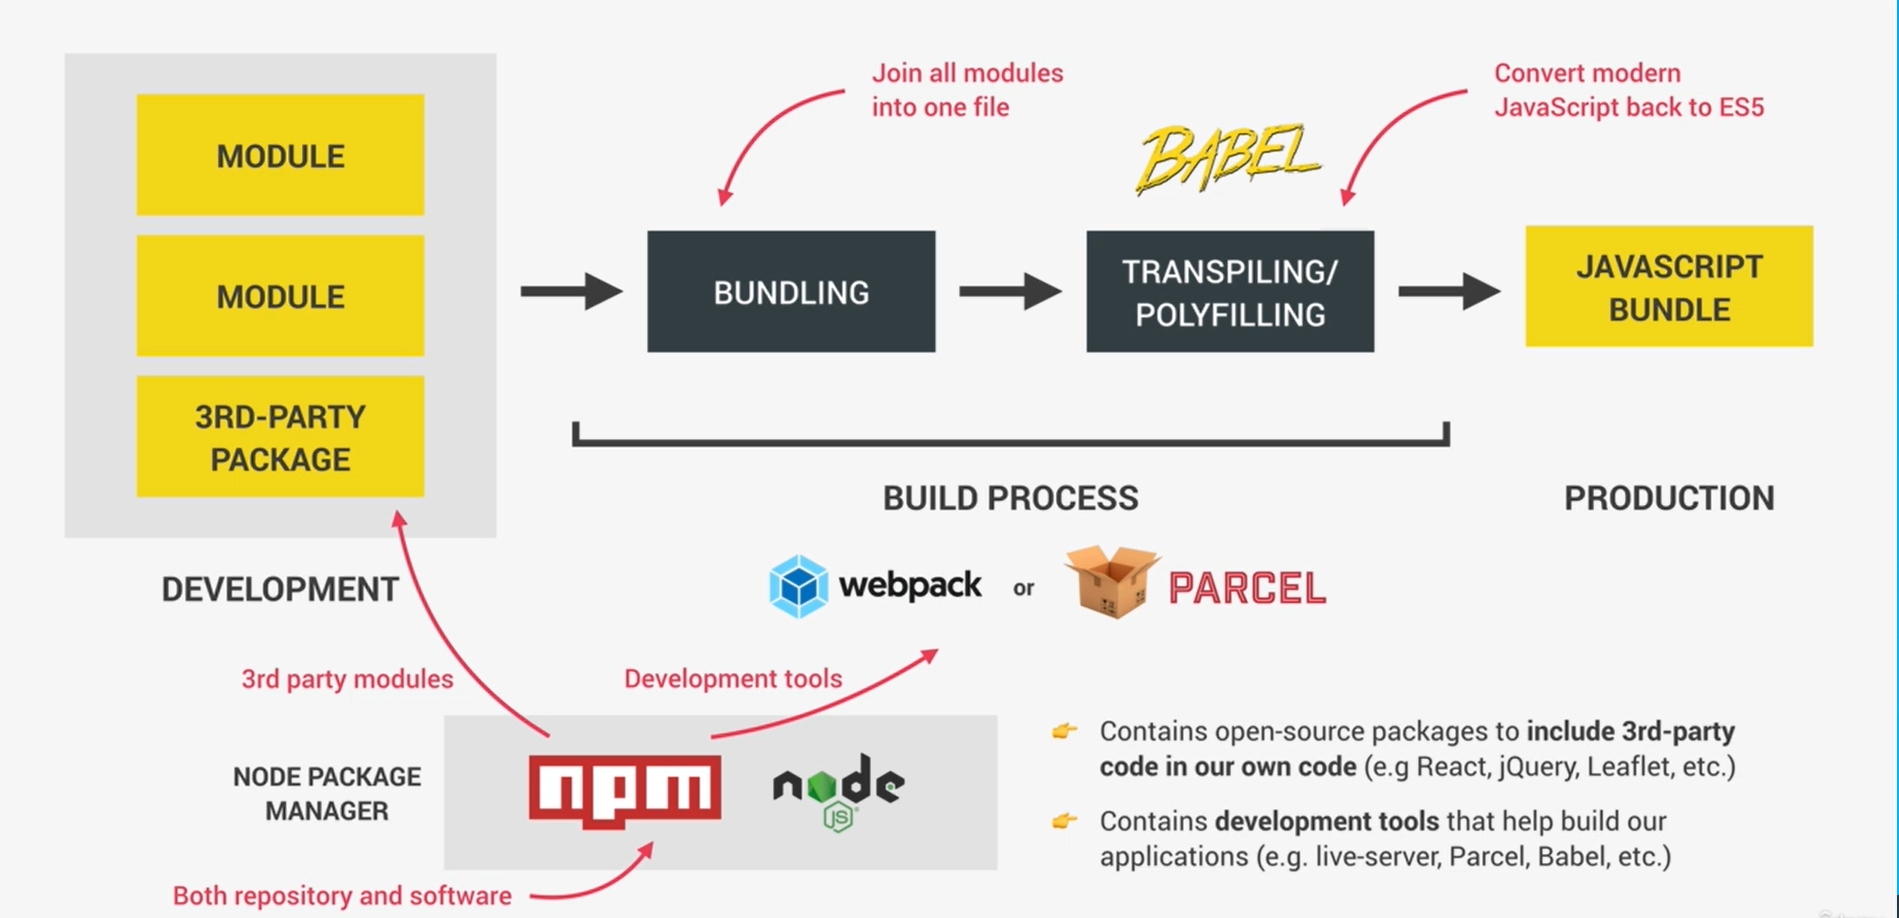 Join all modules
into one file
Convert modern
JavaScript back to ES5
BABEL
MODULE
MODULE
3RD-PARTY
PACKAGE
BUNDLING
TRANSPILING/
POLYFILLING
JAVASCRIPT
BUNDLE
DEVELOPMENT
BUILD PROCESS
PRODUCTION
webpack or PARCEL
3rd party modules
Development tools
NODE PACKAGE
MANAGER
npm
node
JS
Both repository and software
Contains open-source packages to include 3rd-party
code in our own code (e.g React, jQuery, Leaflet, etc.)
Contains development tools that help build our
applications (e.g. live-server, Parcel, Babel, etc.)